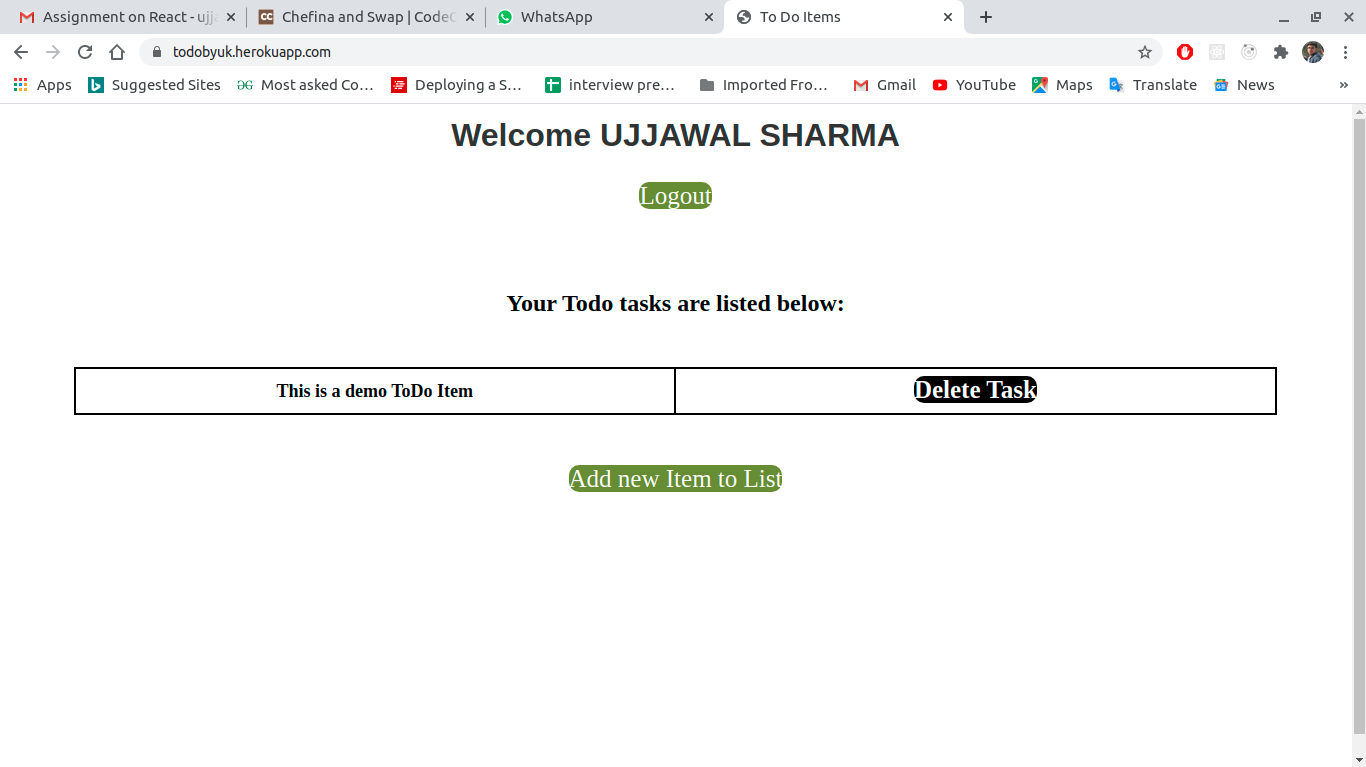 Assignment on React - ujja
Chefina and Swap | CodeC
WhatsApp
To Do Items
todobyuk.herokuapp.com
Apps
Suggested Sites
Most asked Co…
Deploying a S…
interview pre…
Imported Fro…
Gmail
YouTube
Maps
Translate
News
»
Welcome UJJAWAL SHARMA
Logout
Your Todo tasks are listed below:
This is a demo ToDo Item
Delete Task
Add new Item to List